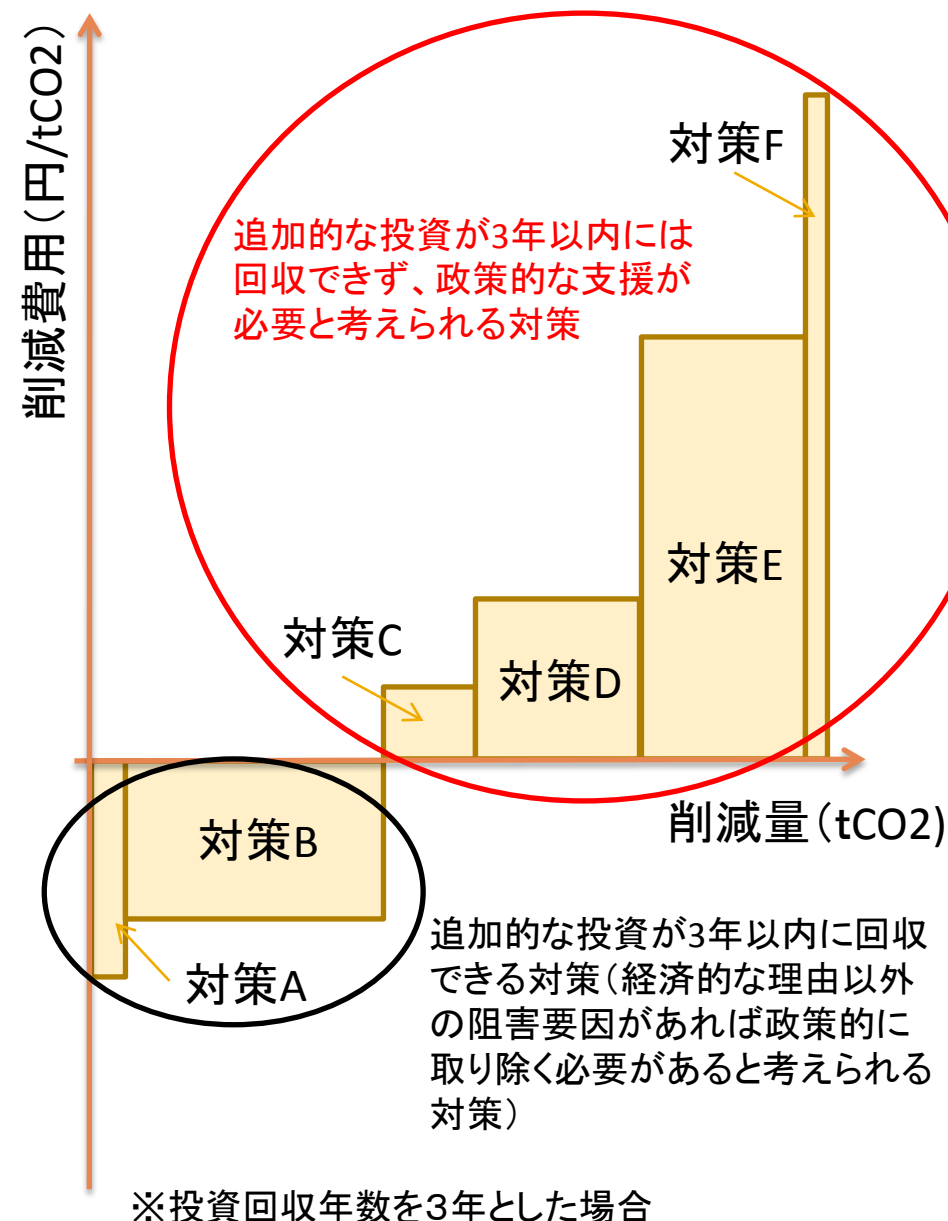 削減費用（円/tCO2）
対策F
追加的な投資が3年以内には
回収できず、政策的な支援が
必要と考えられる対策
対策E
対策C
対策D
削減量（tCO2)
対策B
対策A
追加的な投資が3年以内に回収
できる対策（経済的な理由以外
の阻害要因があれば政策的に
取り除く必要があると考えられる
対策）
※投資回収年数を３年とした場合